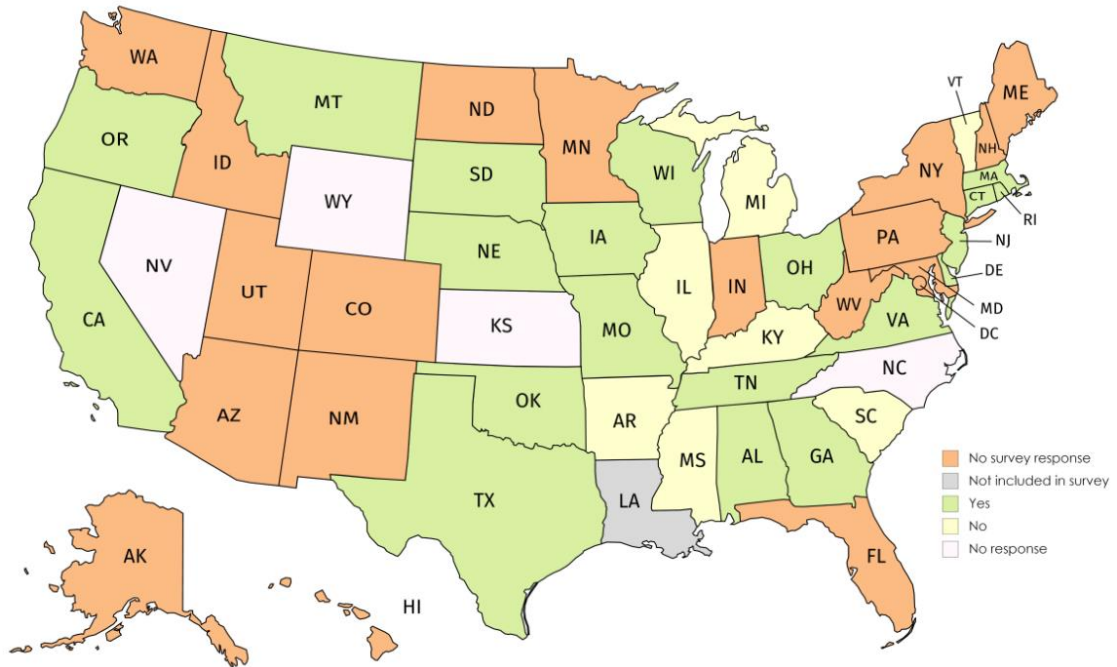 WA
MT
ND
MN
VT
ME
OR
ID
SD
WI
MI
NY
NH
MA
CT
RI
WY
NE
IA
PA
NJ
NV
UT
CO
IL
IN
OH
DE
MD
CA
KS
MO
WV
VA
DC
KY
NC
AZ
NM
OK
AR
TN
SC
TX
LA
MS
AL
GA
No survey response
Not included in survey
Yes
No
No response
AK
HI
FL